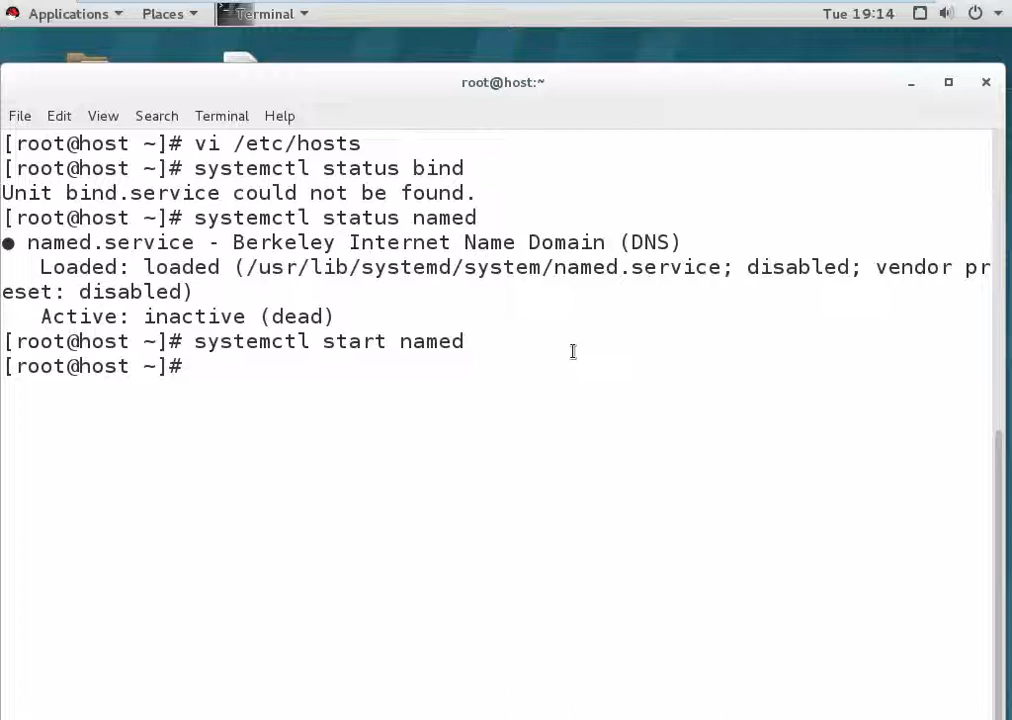 Applications Places Terminal Tue 19:14
root@host:~
File Edit View Search Terminal Help
[root@host ~]# vi /etc/hosts
[root@host ~]# systemctl status bind
Unit bind.service could not be found.
[root@host ~]# systemctl status named
● named.service - Berkeley Internet Name Domain (DNS)
Loaded: loaded (/usr/lib/systemd/system/named.service; disabled; vendor pr
eset: disabled)
Active: inactive (dead)
[root@host ~]# systemctl start named
[root@host ~]#